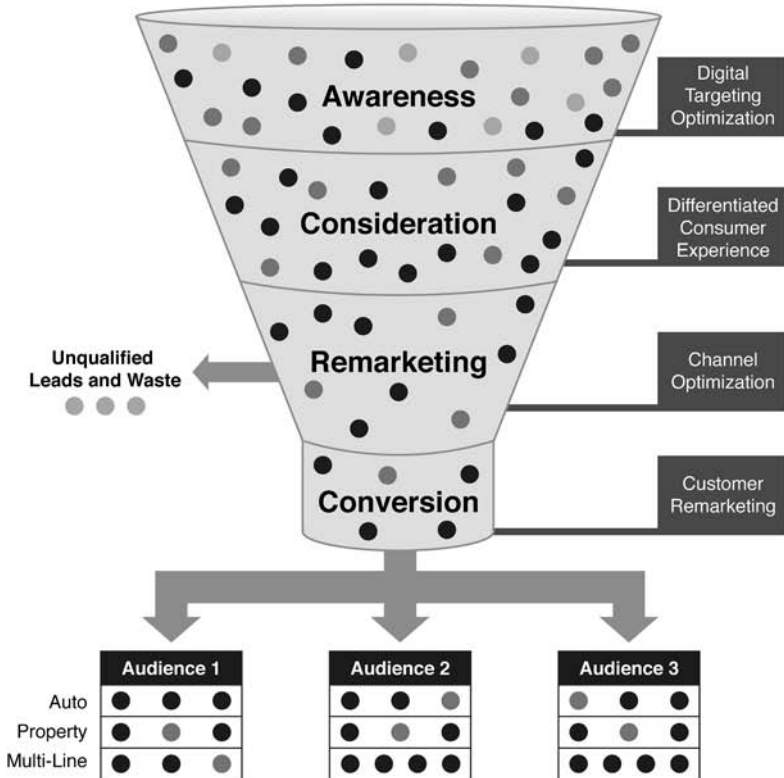 Awareness
Digital
Targeting
Optimization
Consideration
Differentiated
Consumer
Experience
Remarketing
Unqualified
Leads and Waste
Channel
Optimization
Conversion
Customer
Remarketing
Audience 1
Audience 2
Audience 3
Auto
Property
Multi-Line